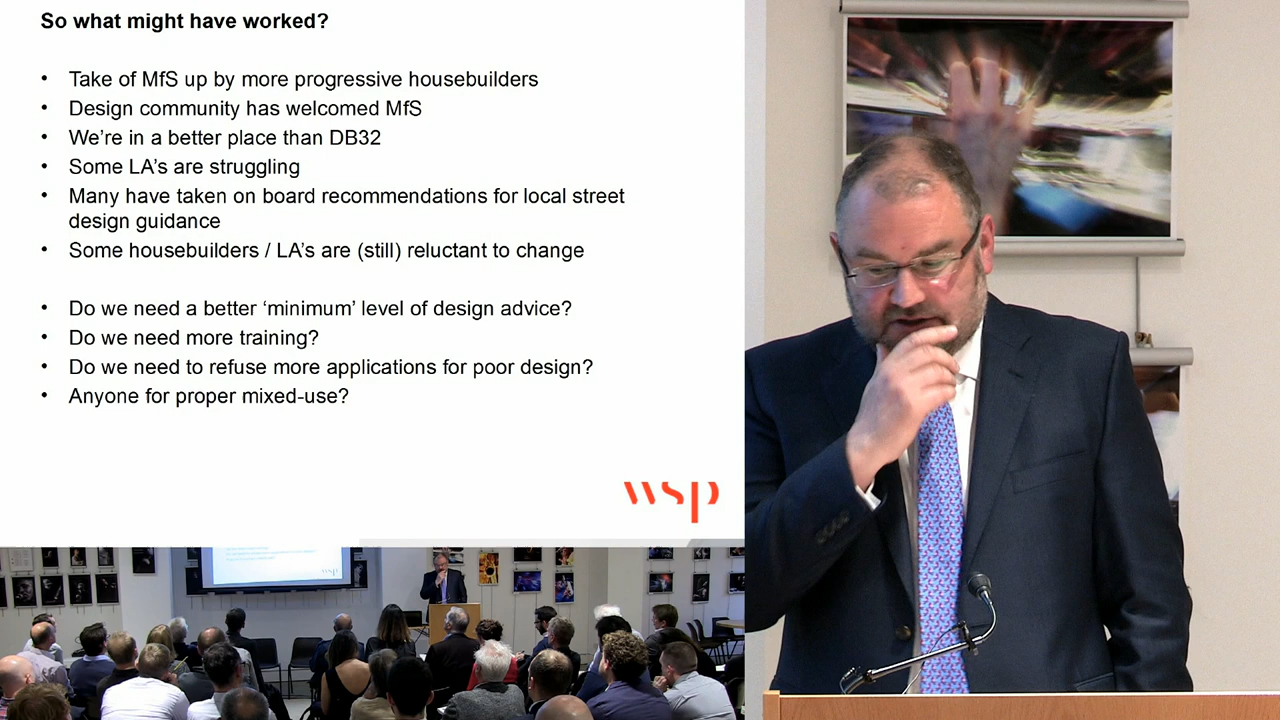 So what might have worked?
• Take of MfS up by more progressive housebuilders
• Design community has welcomed MfS
• We're in a better place than DB32
• Some LA's are struggling
• Many have taken on board recommendations for local street
design guidance
• Some housebuilders / LA's are (still) reluctant to change
• Do we need a better ‘minimum’ level of design advice?
• Do we need more training?
• Do we need to refuse more applications for poor design?
• Anyone for proper mixed-use?
wsp
wsp